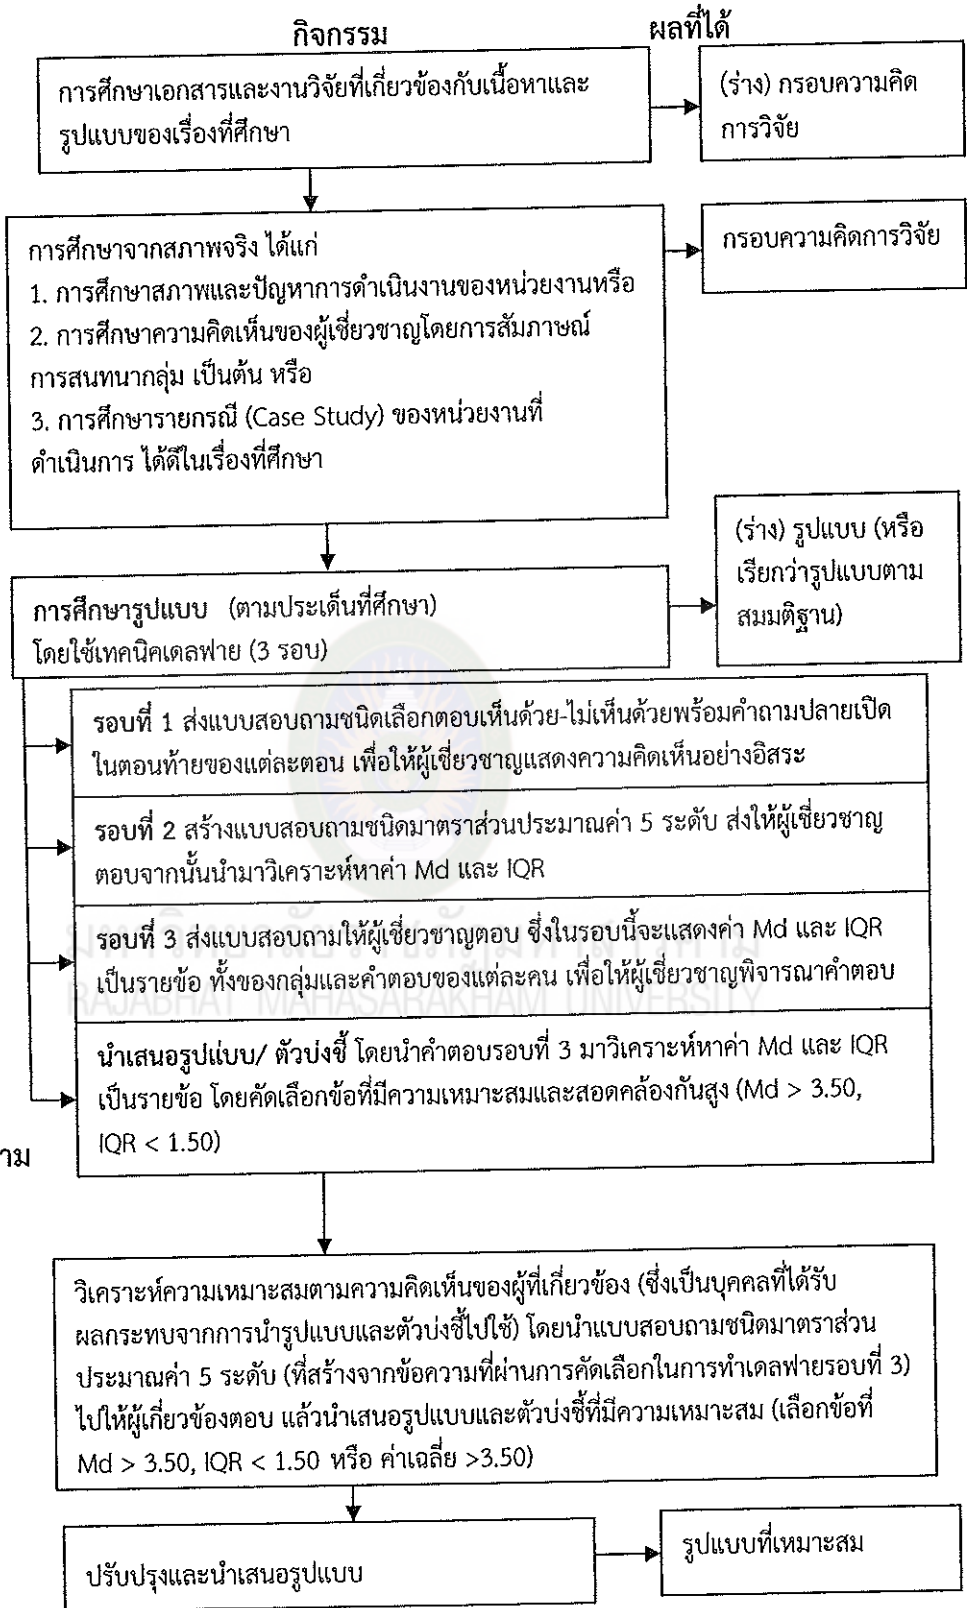 กิจกรรม
ผลที่ได้
การศึกษาเอกสารและงานวิจัยที่เกี่ยวข้องกับเนื้อหาและ
รูปแบบของเรื่องที่ศึกษา
(ร่าง) กรอบความคิด
การวิจัย
การศึกษาจากสภาพจริง ได้แก่
1. การศึกษาสภาพและปัญหาการดำเนินงานของหน่วยงานหรือ
2. การศึกษาความคิดเห็นของผู้เชี่ยวชาญโดยการสัมภาษณ์
การสนทนากลุ่ม เป็นต้น หรือ
3. การศึกษารายกรณี (Case Study) ของหน่วยงานที่
ดำเนินการ ได้ดีในเรื่องที่ศึกษา
กรอบความคิดการวิจัย
การศึกษารูปแบบ (ตามประเด็นที่ศึกษา)
โดยใช้เทคนิคเดลฟาย (3 รอบ)
(ร่าง) รูปแบบ (หรือ
เรียกว่ารูปแบบตาม
สมมติฐาน)
รอบที่ 1 ส่งแบบสอบถามชนิดเลือกตอบเห็นด้วย-ไม่เห็นด้วยพร้อมคำถามปลายเปิด
ในตอนท้ายของแต่ละตอน เพื่อให้ผู้เชี่ยวชาญแสดงความคิดเห็นอย่างอิสระ
รอบที่ 2 สร้างแบบสอบถามชนิดมาตราส่วนประมาณค่า 5 ระดับ ส่งให้ผู้เชี่ยวชาญ
ตอบจากนั้นนำมาวิเคราะห์หาค่า Md และ IQR
รอบที่ 3 ส่งแบบสอบถามให้ผู้เชี่ยวชาญตอบ ซึ่งในรอบนี้จะแสดงค่า Md และ IQR
เป็นรายข้อ ทั้งของกลุ่มและคำตอบของแต่ละคน เพื่อให้ผู้เชี่ยวชาญพิจารณาคำตอบ
มหาวิทยาลัยราชภัฏมหาสารคาม
RAJABHAT MAHASARAKHAM UNIVERSITY
นำเสนอรูปแบบ/ ตัวบ่งชี้ โดยนำคำตอบรอบที่ 3 มาวิเคราะห์หาค่า Md และ IQR
เป็นรายข้อ โดยคัดเลือกข้อที่มีความเหมาะสมและสอดคล้องกันสูง (Md > 3.50,
IQR < 1.50)
าม
วิเคราะห์ความเหมาะสมตามความคิดเห็นของผู้ที่เกี่ยวข้อง (ซึ่งเป็นบุคคลที่ได้รับ
ผลกระทบจากการนำรูปแบบและตัวบ่งชี้ไปใช้) โดยนำแบบสอบถามชนิดมาตราส่วน
ประมาณค่า 5 ระดับ (ที่สร้างจากข้อความที่ผ่านการคัดเลือกในการทำเดลฟายรอบที่ 3)
ไปให้ผู้เกี่ยวข้องตอบ แล้วนำเสนอรูปแบบและตัวบ่งชี้ที่มีความเหมาะสม (เลือกข้อที่
Md > 3.50, IQR < 1.50 หรือ ค่าเฉลี่ย >3.50)
ปรับปรุงและนำเสนอรูปแบบ
รูปแบบที่เหมาะสม